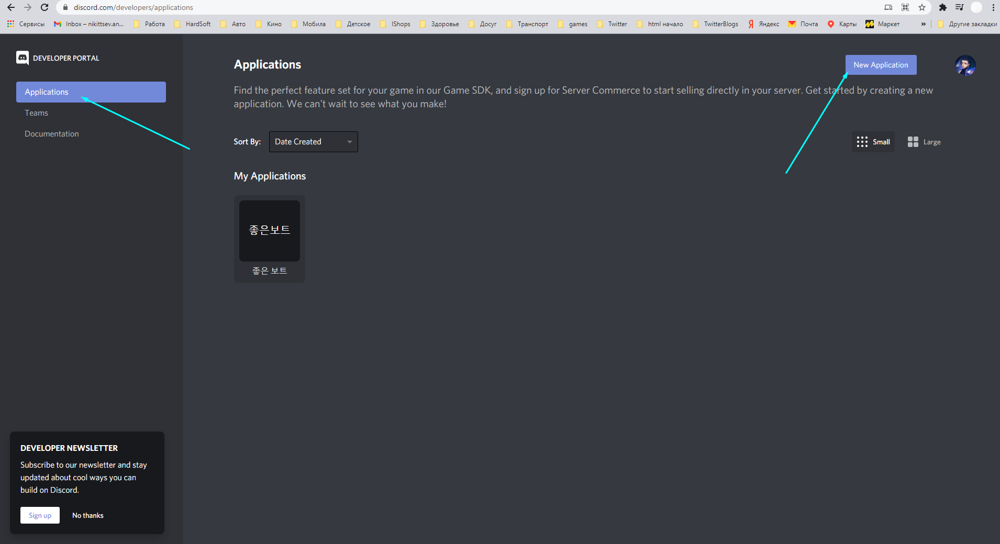 discord.com/developers/applications
Сервисы Inbox – nikittsev.an... Работа HardSoft Авто Кино Мобила Детское IShops Здоровье Досуг Транспорт games Twitter html начало TwitterBlogs Яндекс Почта Карты Маркет » Другие закладки
DEVELOPER PORTAL
Applications
Teams
Documentation
Applications
New Application
Find the perfect feature set for your game in our Game SDK, and sign up for Server Commerce to start selling directly in your server. Get started by creating a new
application. We can't wait to see what you make!
Sort By: Date Created
Small Large
My Applications
좋은보트
좋은 보트
DEVELOPER NEWSLETTER
Subscribe to our newsletter and stay
updated about cool ways you can
build on Discord.
Sign up No thanks